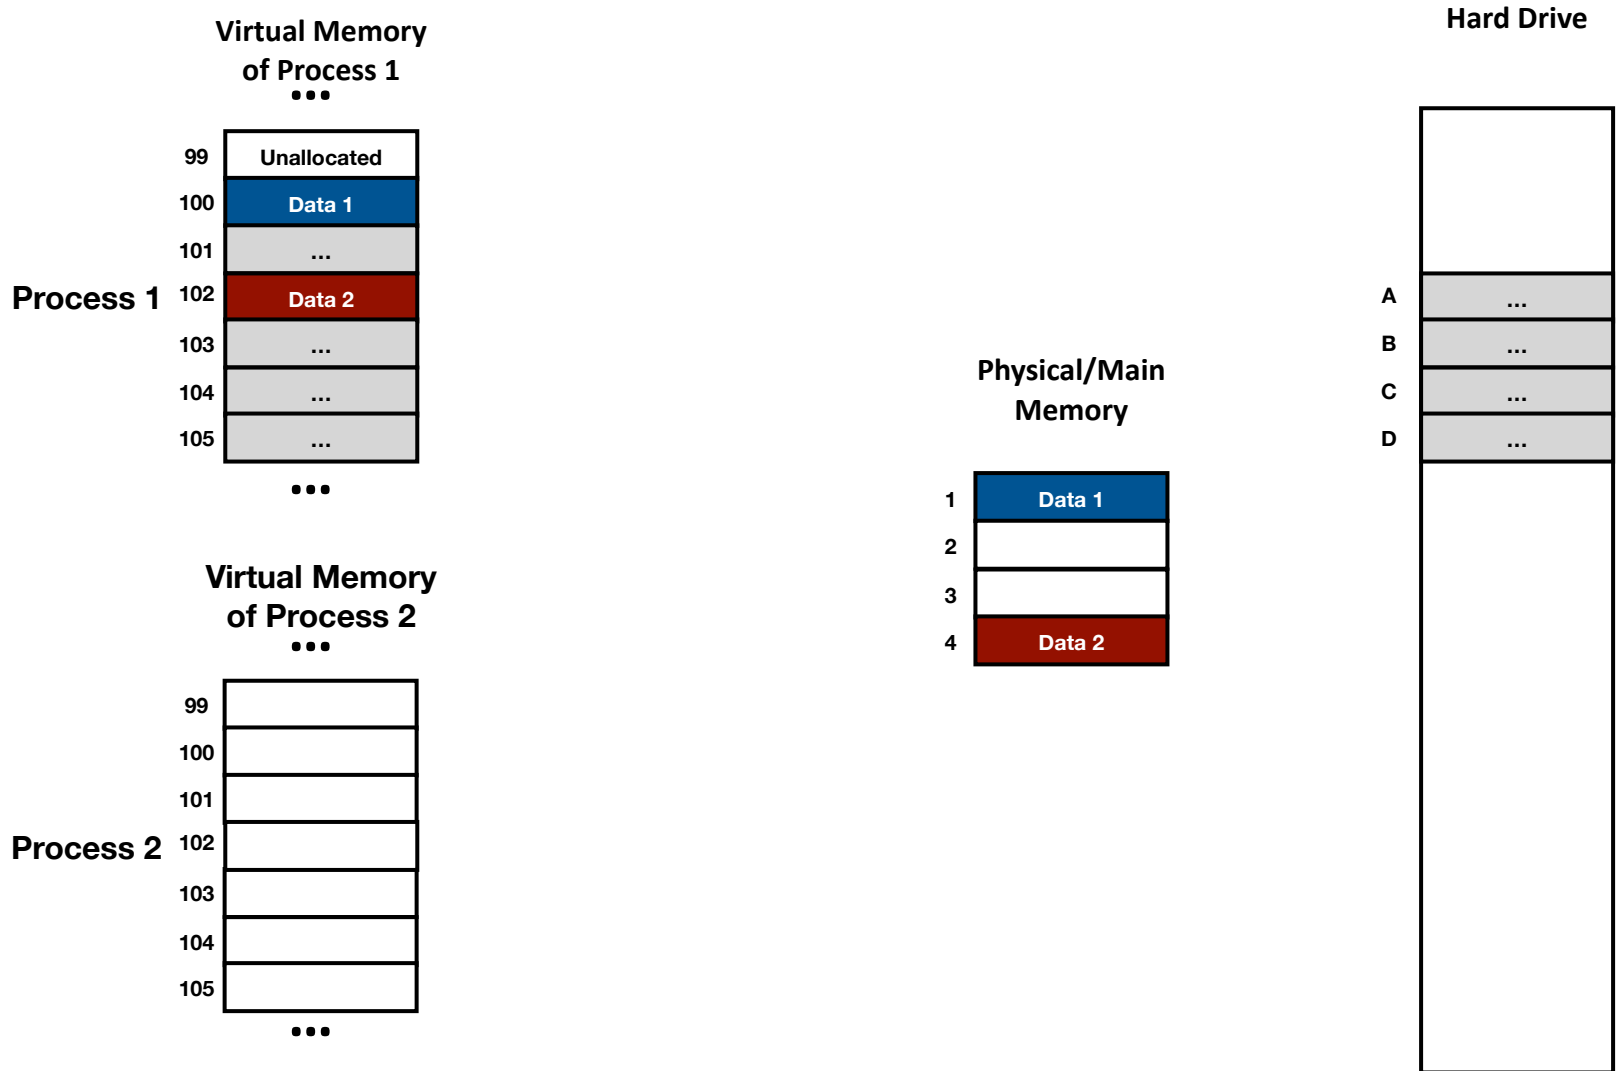 Virtual Memory
of Process 1
...
99 Unallocated
100 Data 1
101 ...
Process 1 102 Data 2
103 ...
104 ...
105 ...
...
Virtual Memory
of Process 2
...
99
100
101
Process 2 102
103
104
105
...
Physical/Main
Memory
1 Data 1
2
3
4 Data 2
Hard Drive
A ...
B ...
C ...
D ...